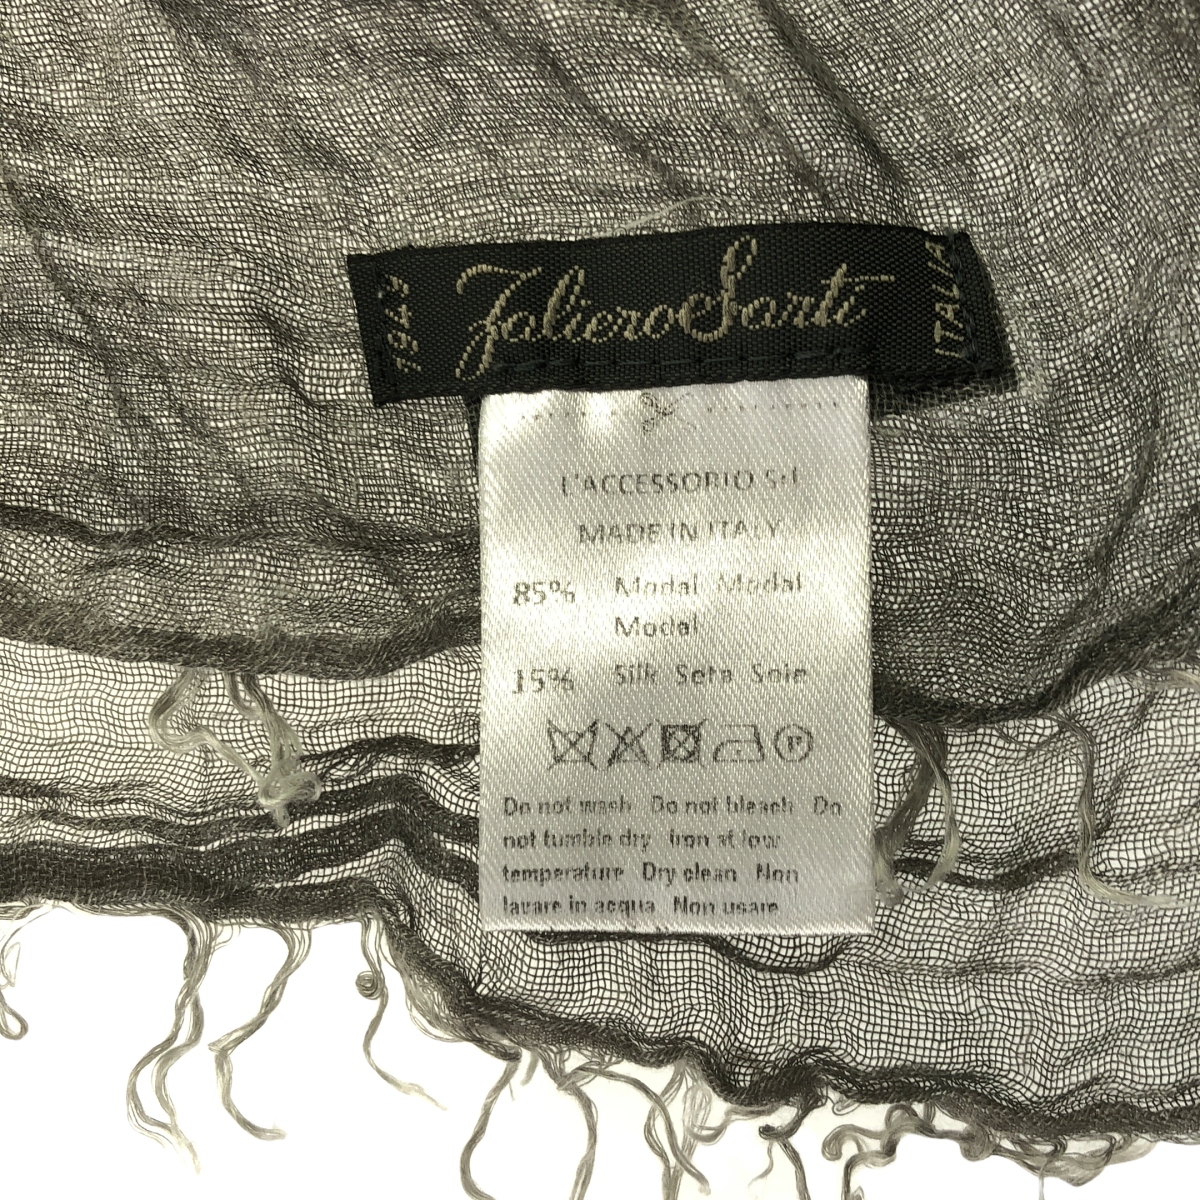 1949
Faliero Sarti
ITALIA
L'ACCESSORIO Srl
MADE IN ITALY
85% Modal Modal
Modal
15% Silk Seta Soie
P
Do not wash Do not bleach Do
not tumble dry Iron at low
temperature Dry clean Non
lavare in acqua Non usare